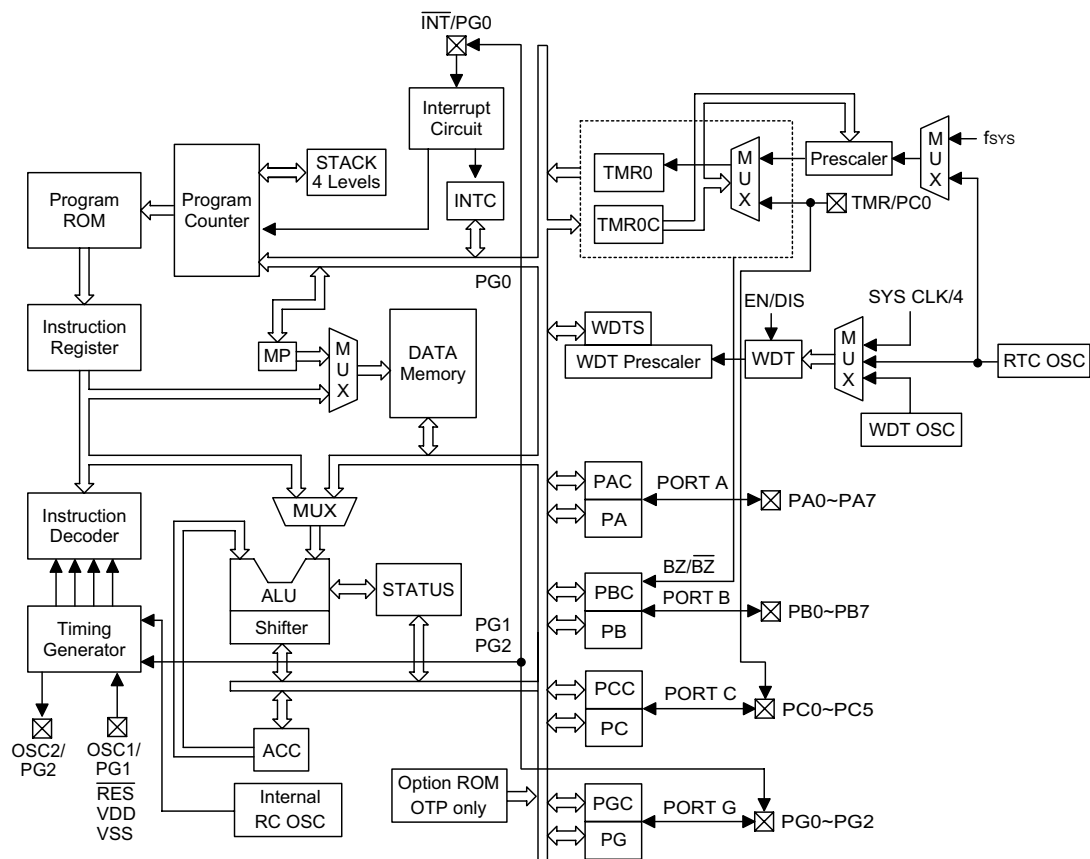 INT/PG0
Interrupt
Circuit
INTC
STACK
4 Levels
Program
ROM
Program
Counter
PG0
Instruction
Register
MP
M
U
X
DATA
Memory
MUX
Instruction
Decoder
ALU
Shifter
STATUS
PG1
PG2
Timing
Generator
OSC2/
PG2
OSC1/
PG1
RES
VDD
VSS
ACC
Internal
RC OSC
Option ROM
OTP only
TMR0
TMR0C
M
U
X
Prescaler
M
U
X
fSYS
TMR/PC0
EN/DIS
SYS CLK/4
WDTS
WDT Prescaler
WDT
M
U
X
RTC OSC
WDT OSC
PAC
PA
PORT A
PA0~PA7
BZ/BZ
PBC
PB
PORT B
PB0~PB7
PCC
PC
PORT C
PC0~PC5
PGC
PG
PORT G
PG0~PG2